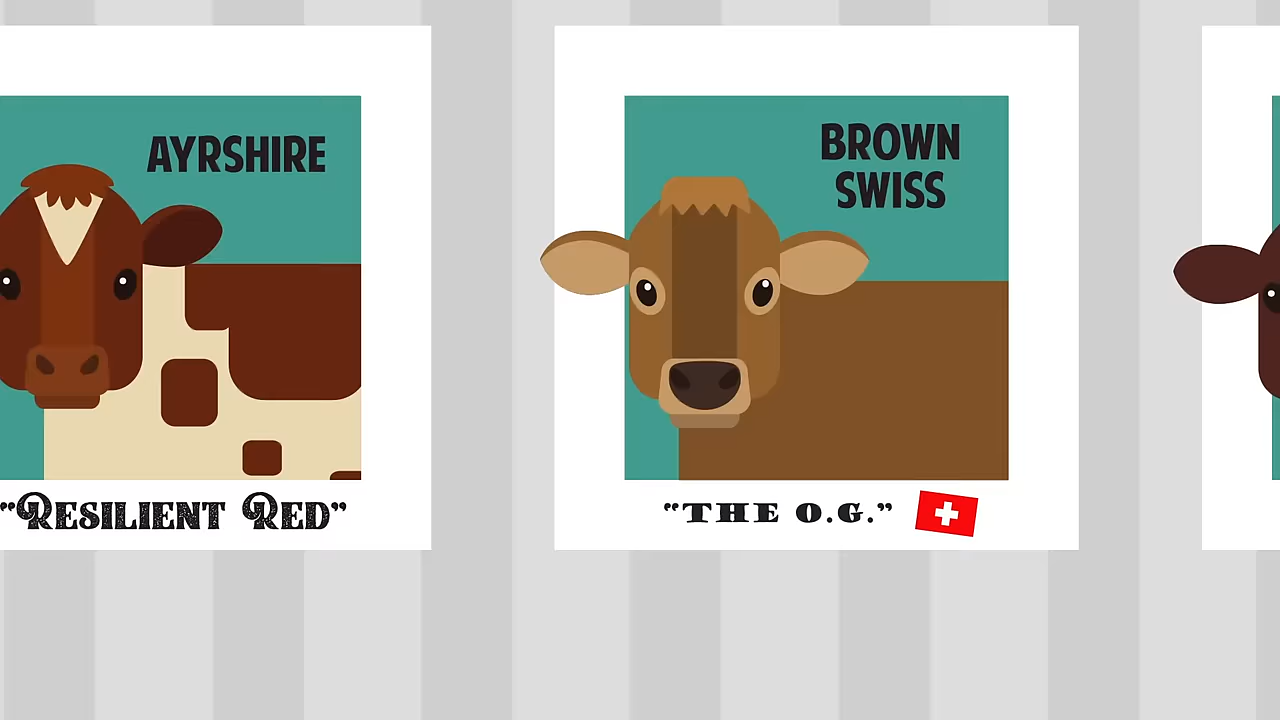 AYRSHIRE
"RESILIENT RED"
BROWN
SWISS
"THE O.G."